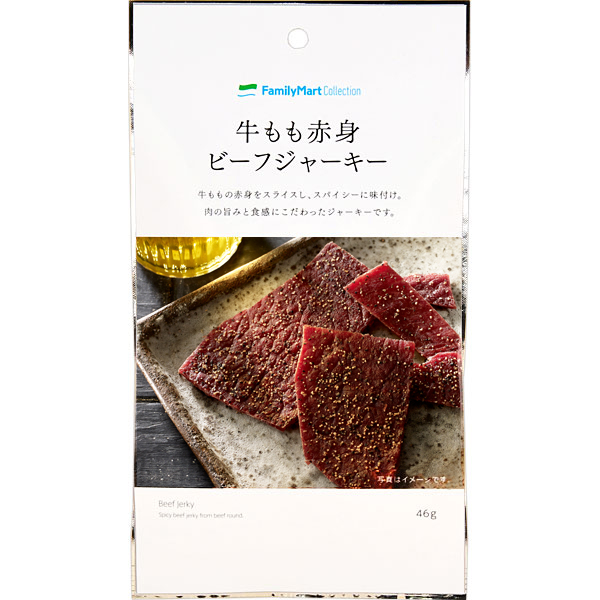 FamilyMart Collection
牛もも赤身
ビーフジャーキー
牛ももの赤身をスライスし、スパイシーに味付け。
肉の旨みと食感にこだわったジャーキーです。
写真はイメージです。
Beef Jerky
Spicy beef jerky from beef round.
46g